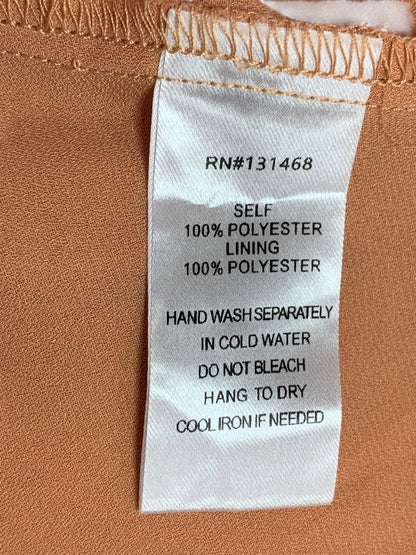 RN#131468
SELF
100% POLYESTER
LINING
100% POLYESTER
HAND WASH SEPARATELY
IN COLD WATER
DO NOT BLEACH
HANG TO DRY
COOL IRON IF NEEDED